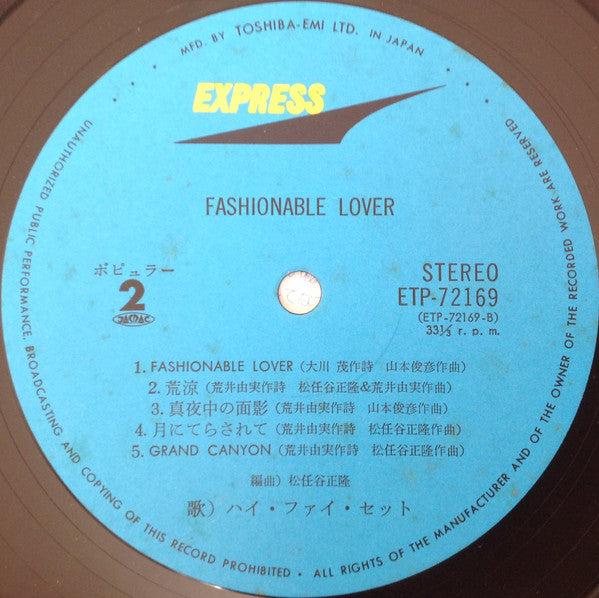 MFD. BY TOSHIBA-EMI LTD. IN JAPAN
EXPRESS
FASHIONABLE LOVER
ポピュラー
2
JASRAC
STEREO
ETP-72169
(ETP-72169-B)
33⅓ r. p. m.
1. FASHIONABLE LOVER (大川 茂作詩 山本俊彦作曲)
2. 荒涼 (荒井由実作詩 松任谷正隆&荒井由実作曲)
3. 真夜中の面影 (荒井由実作詩 山本俊彦作曲)
4. 月にてらされて (荒井由実作詩 松任谷正隆作曲)
5. GRAND CANYON (荒井由実作詩 松任谷正隆作曲)
編曲) 松任谷正隆
歌) ハイ・ファイ・セット
UNAUTHORIZED PUBLIC PERFORMANCE, BROADCASTING AND COPYING OF THIS RECORD PROHIBITED • ALL RIGHTS OF THE MANUFACTURER AND OF THE OWNER OF THE RECORDED WORK ARE RESERVED